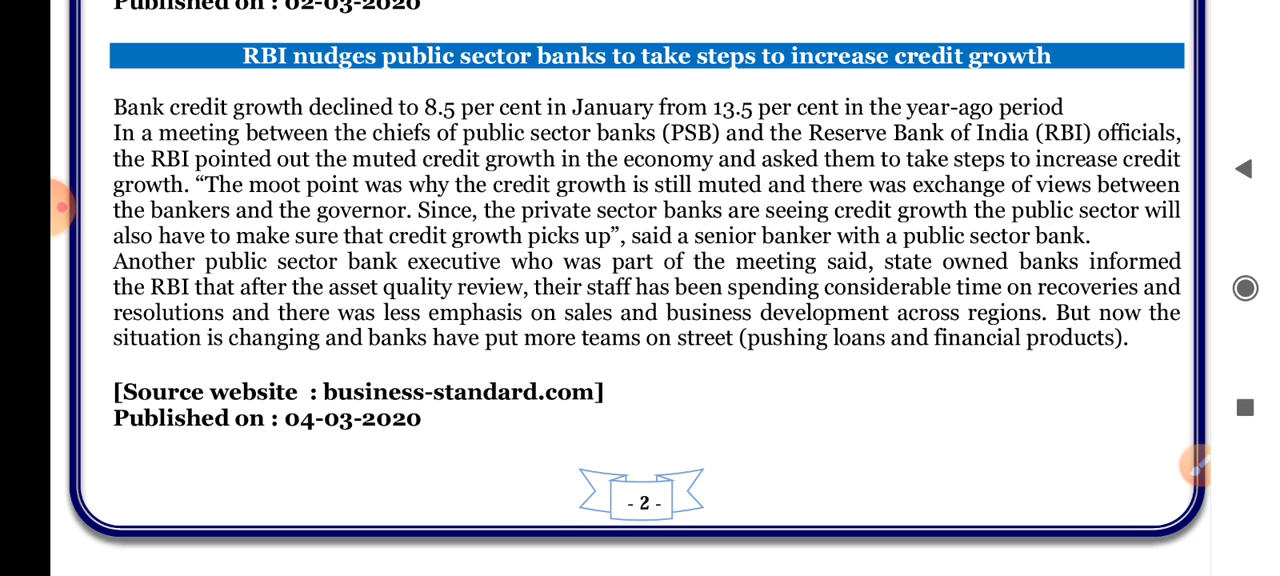 Published on : 02-03-2020
RBI nudges public sector banks to take steps to increase credit growth
Bank credit growth declined to 8.5 per cent in January from 13.5 per cent in the year-ago period
In a meeting between the chiefs of public sector banks (PSB) and the Reserve Bank of India (RBI) officials,
the RBI pointed out the muted credit growth in the economy and asked them to take steps to increase credit
growth. “The moot point was why the credit growth is still muted and there was exchange of views between
the bankers and the governor. Since, the private sector banks are seeing credit growth the public sector will
also have to make sure that credit growth picks up”, said a senior banker with a public sector bank.
Another public sector bank executive who was part of the meeting said, state owned banks informed
the RBI that after the asset quality review, their staff has been spending considerable time on recoveries and
resolutions and there was less emphasis on sales and business development across regions. But now the
situation is changing and banks have put more teams on street (pushing loans and financial products).
[Source website  : business-standard.com]
Published on : 04-03-2020
- 2 -